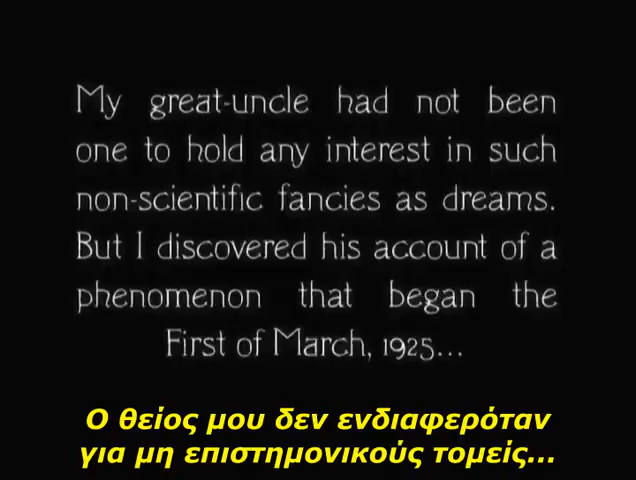 My great-uncle had not been
one to hold any interest in such
non-scientific fancies as dreams.
But I discovered his account of a
phenomenon that began the
First of March, 1925...
Ο θείος μου δεν ενδιαφερόταν
για μη επιστημονικούς τομείς...